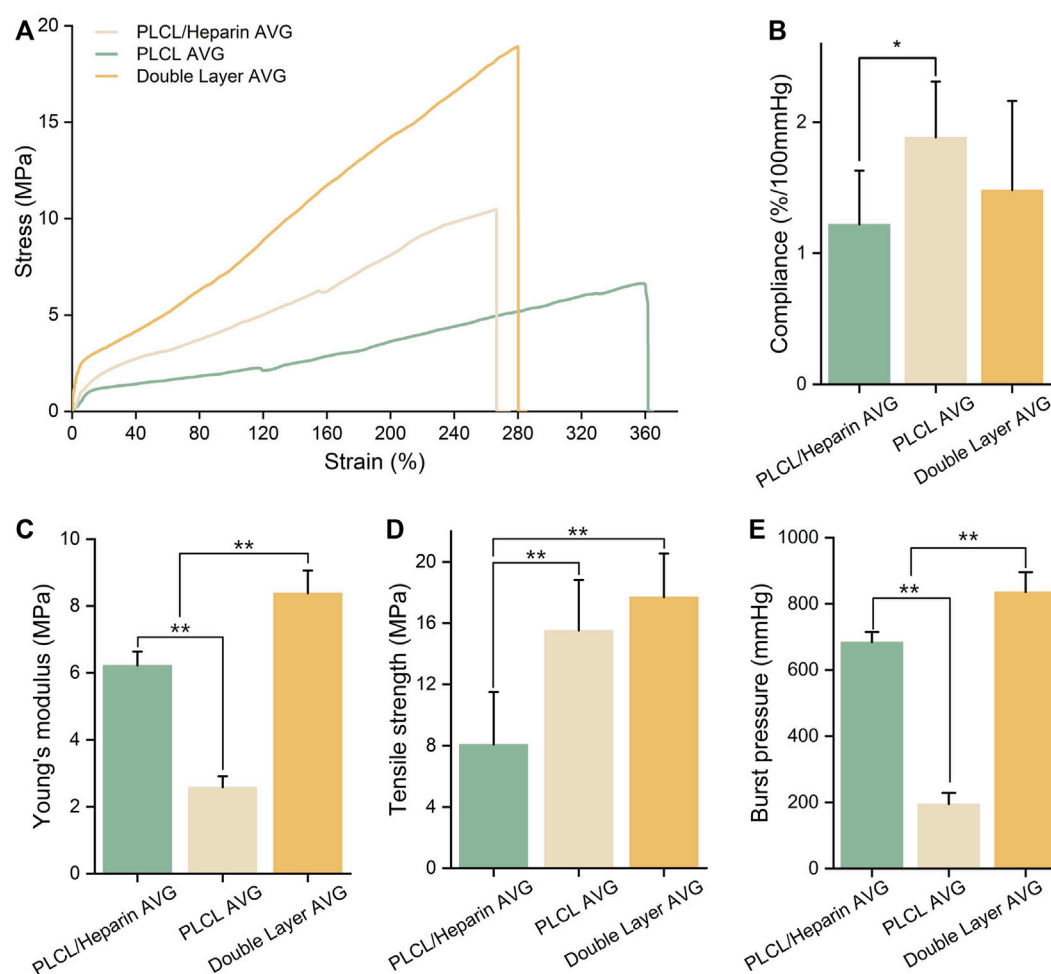 A
20
15
10
5
0
Stress (MPa)
PLCL/Heparin AVG
PLCL AVG
Double Layer AVG
0 40 80 120 160 200 240 280 320 360
Strain (%)
B
2
1
0
Compliance (%/100mmHg)
*
PLCL/Heparin AVG
PLCL AVG
Double Layer AVG
C
10
8
6
4
2
0
Young's modulus (MPa)
**
**
PLCL/Heparin AVG
PLCL AVG
Double Layer AVG
D
20
16
12
8
4
0
Tensile strength (MPa)
**
**
PLCL/Heparin AVG
PLCL AVG
Double Layer AVG
E
1000
800
600
400
200
0
Burst pressure (mmHg)
**
**
PLCL/Heparin AVG
PLCL AVG
Double Layer AVG